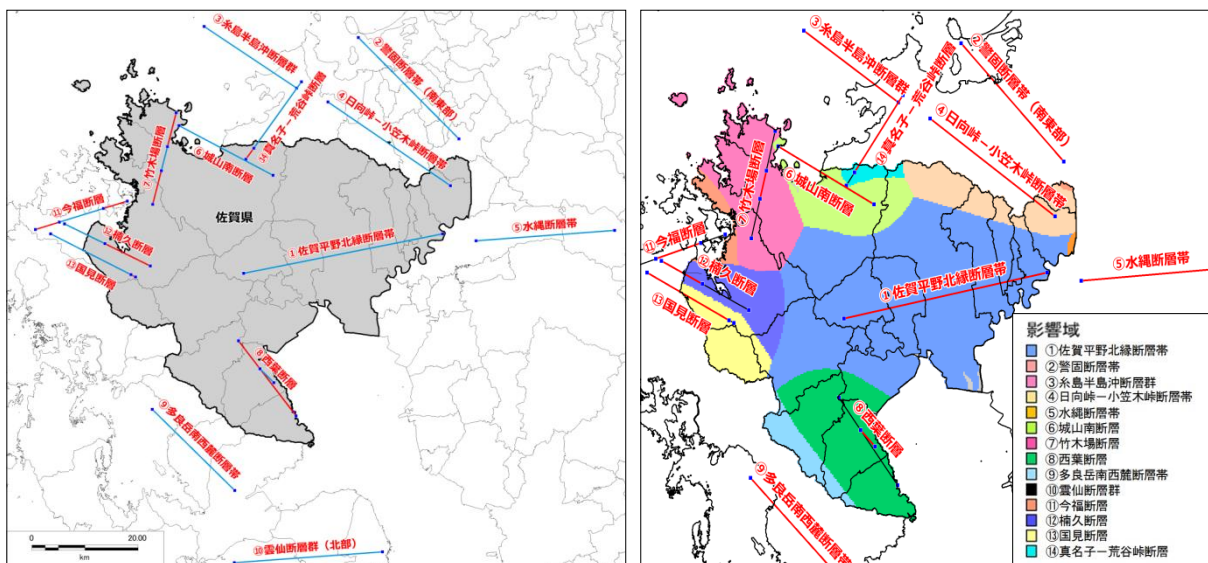 ③糸島半島沖断層群
②警固断層帯（南東部）
④日向峠－小笠木峠断層帯
⑭真名子－荒谷峠断層
⑥城山南断層
⑦竹木場断層
⑪今福断層
佐賀県
⑫楠久断層
⑬国見断層
①佐賀平野北縁断層帯
⑤水縄断層帯
⑧西葉断層
⑨多良岳南西麓断層帯
⑩雲仙断層群（北部）
0
20.00
km
③糸島半島沖断層群
②警固断層帯（南東部）
④日向峠－小笠木峠断層帯
⑭真名子－荒谷峠断層
⑥城山南断層
⑦竹木場断層
⑪今福断層
⑫楠久断層
⑬国見断層
①佐賀平野北縁断層帯
⑤水縄断層帯
⑧西葉断層
⑨多良岳南西麓断層帯
影響域
①佐賀平野北縁断層帯
②警固断層帯
③糸島半島沖断層群
④日向峠－小笠木峠断層帯
⑤水縄断層帯
⑥城山南断層
⑦竹木場断層
⑧西葉断層
⑨多良岳南西麓断層帯
⑩雲仙断層群
⑪今福断層
⑫楠久断層
⑬国見断層
⑭真名子－荒谷峠断層